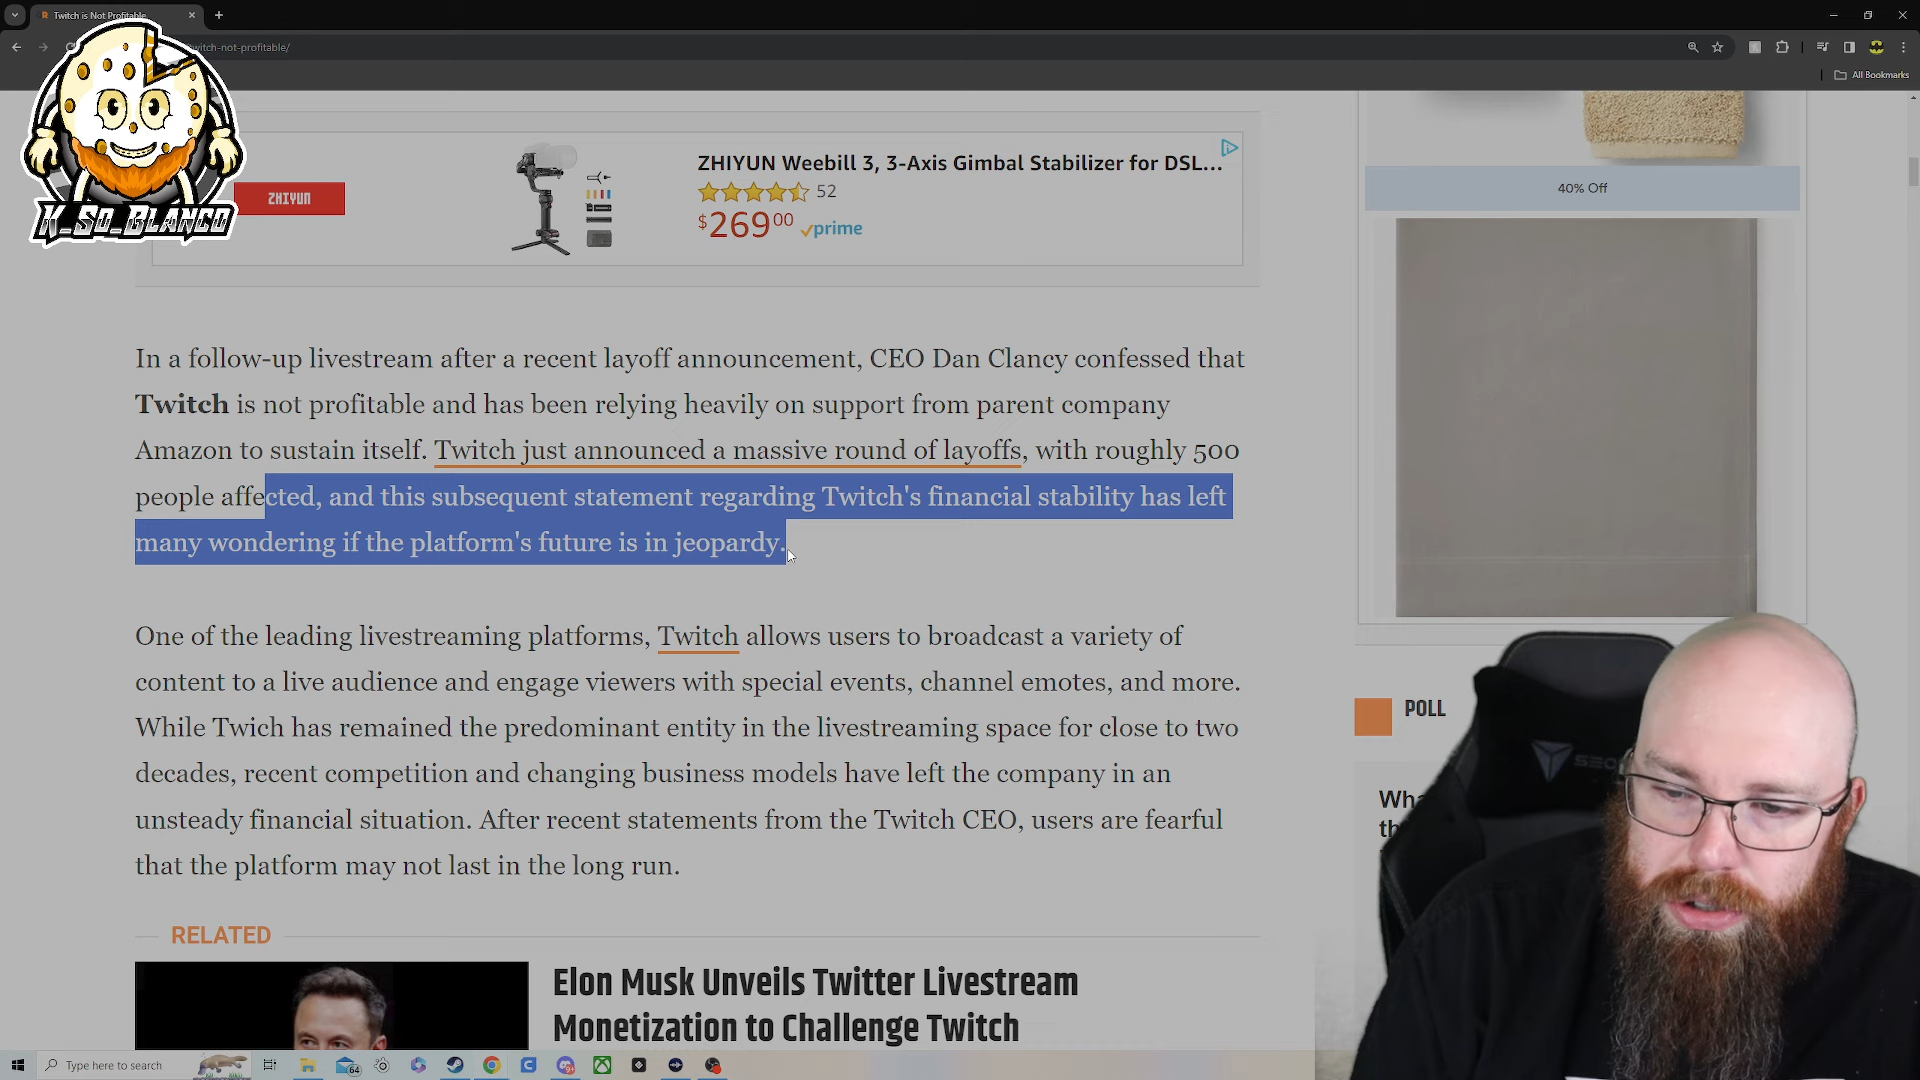 Twitch is Not Profitable
witch-not-profitable/
All Bookmarks
K_So_Blanco
ZHIYUN
ZHIYUN Weebill 3, 3-Axis Gimbal Stabilizer for DSL...
52
$269⁰⁰ prime
40% Off
In a follow-up livestream after a recent layoff announcement, CEO Dan Clancy confessed that
Twitch is not profitable and has been relying heavily on support from parent company
Amazon to sustain itself. Twitch just announced a massive round of layoffs, with roughly 500
people affected, and this subsequent statement regarding Twitch's financial stability has left
many wondering if the platform's future is in jeopardy.
One of the leading livestreaming platforms, Twitch allows users to broadcast a variety of
content to a live audience and engage viewers with special events, channel emotes, and more.
While Twich has remained the predominant entity in the livestreaming space for close to two
decades, recent competition and changing business models have left the company in an
unsteady financial situation. After recent statements from the Twitch CEO, users are fearful
that the platform may not last in the long run.
POLL
RELATED
Elon Musk Unveils Twitter Livestream
Monetization to Challenge Twitch
Type here to search
64